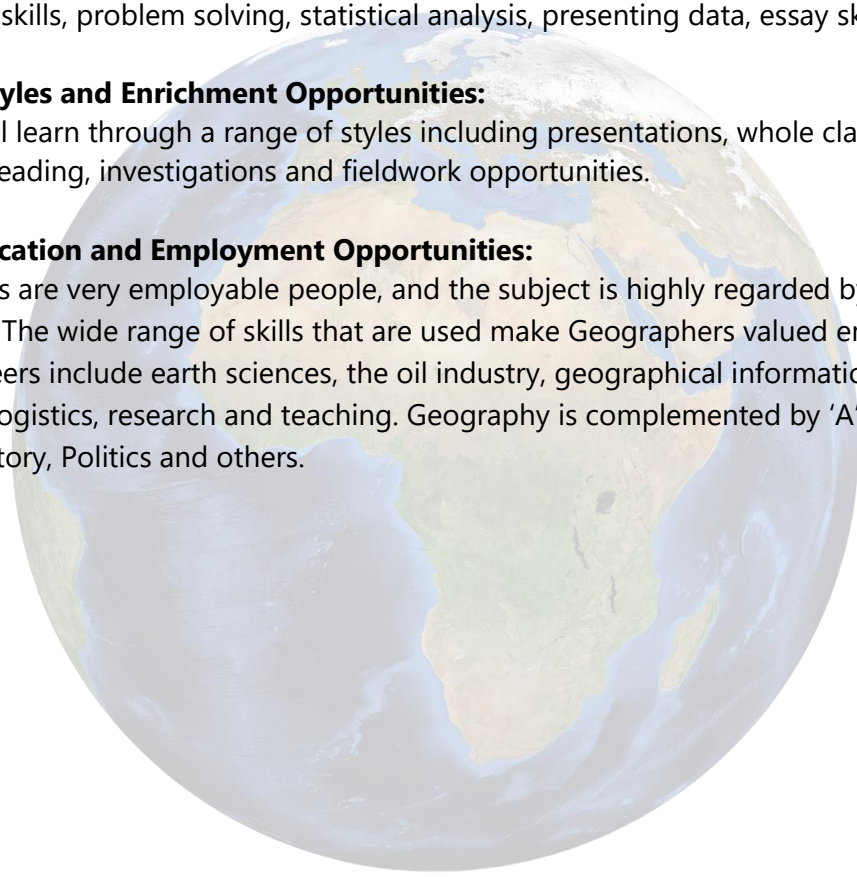 skills, problem solving, statistical analysis, presenting data, essay sk
yles and Enrichment Opportunities:
l learn through a range of styles including presentations, whole cla
eading, investigations and fieldwork opportunities.
cation and Employment Opportunities:
s are very employable people, and the subject is highly regarded by
The wide range of skills that are used make Geographers valued e
eers include earth sciences, the oil industry, geographical informatio
ogistics, research and teaching. Geography is complemented by ‘A’
tory, Politics and others.